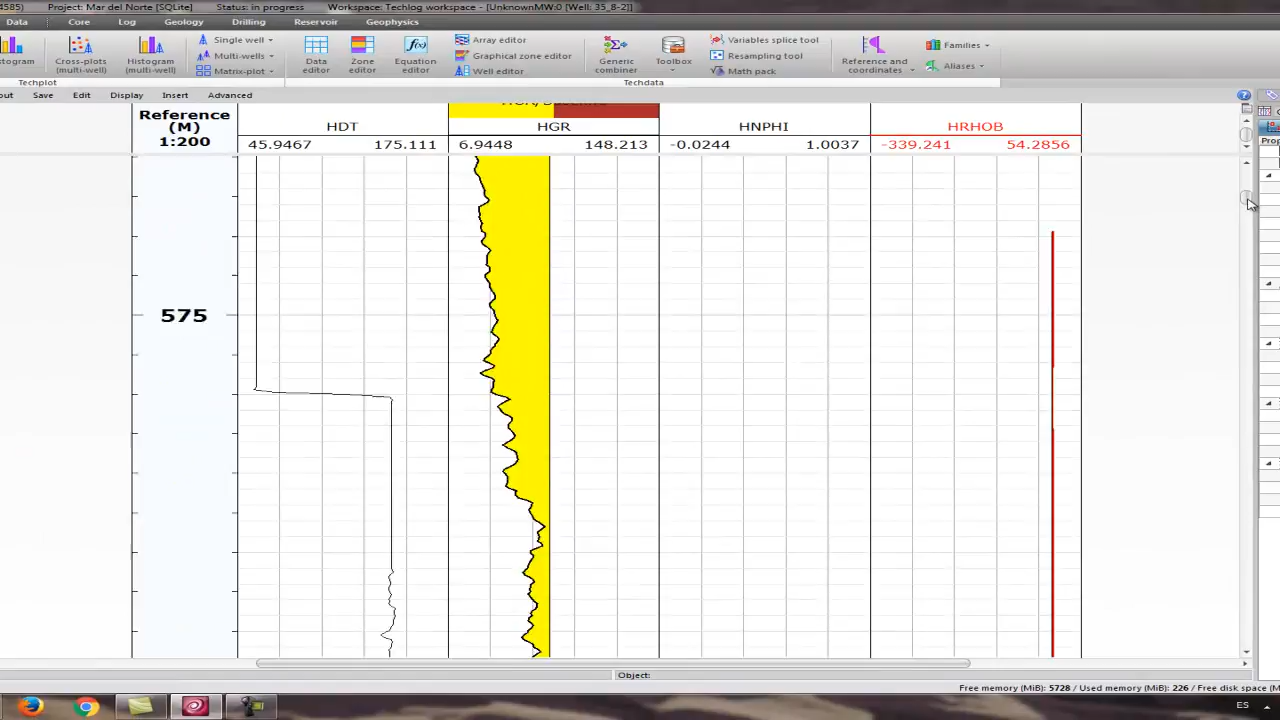 4585) Project: Mar del Norte [SQLite] Status: in progress Workspace: Techlog workspace - [UnknownMW:0 [Well: 35_8-2]]
Data Core Log Geology Drilling Reservoir Geophysics
togram Cross-plots (multi-well) Histogram (multi-well) Single well Multi-wells Matrix-plot Data editor Zone editor Equation editor Array editor Graphical zone editor Well editor Generic combiner Toolbox Variables splice tool Resampling tool Math pack Reference and coordinates Families Aliases
Techplot Techdata
out Save Edit Display Insert Advanced
Reference (M) 1:200
HDT HGR HNPHI HRHOB
45.9467 175.111 6.9448 148.213 -0.0244 1.0037 -339.241 54.2856
Prop
575
Object:
Free memory (MiB): 5728 / Used memory (MiB): 226 / Free disk space (M
ES